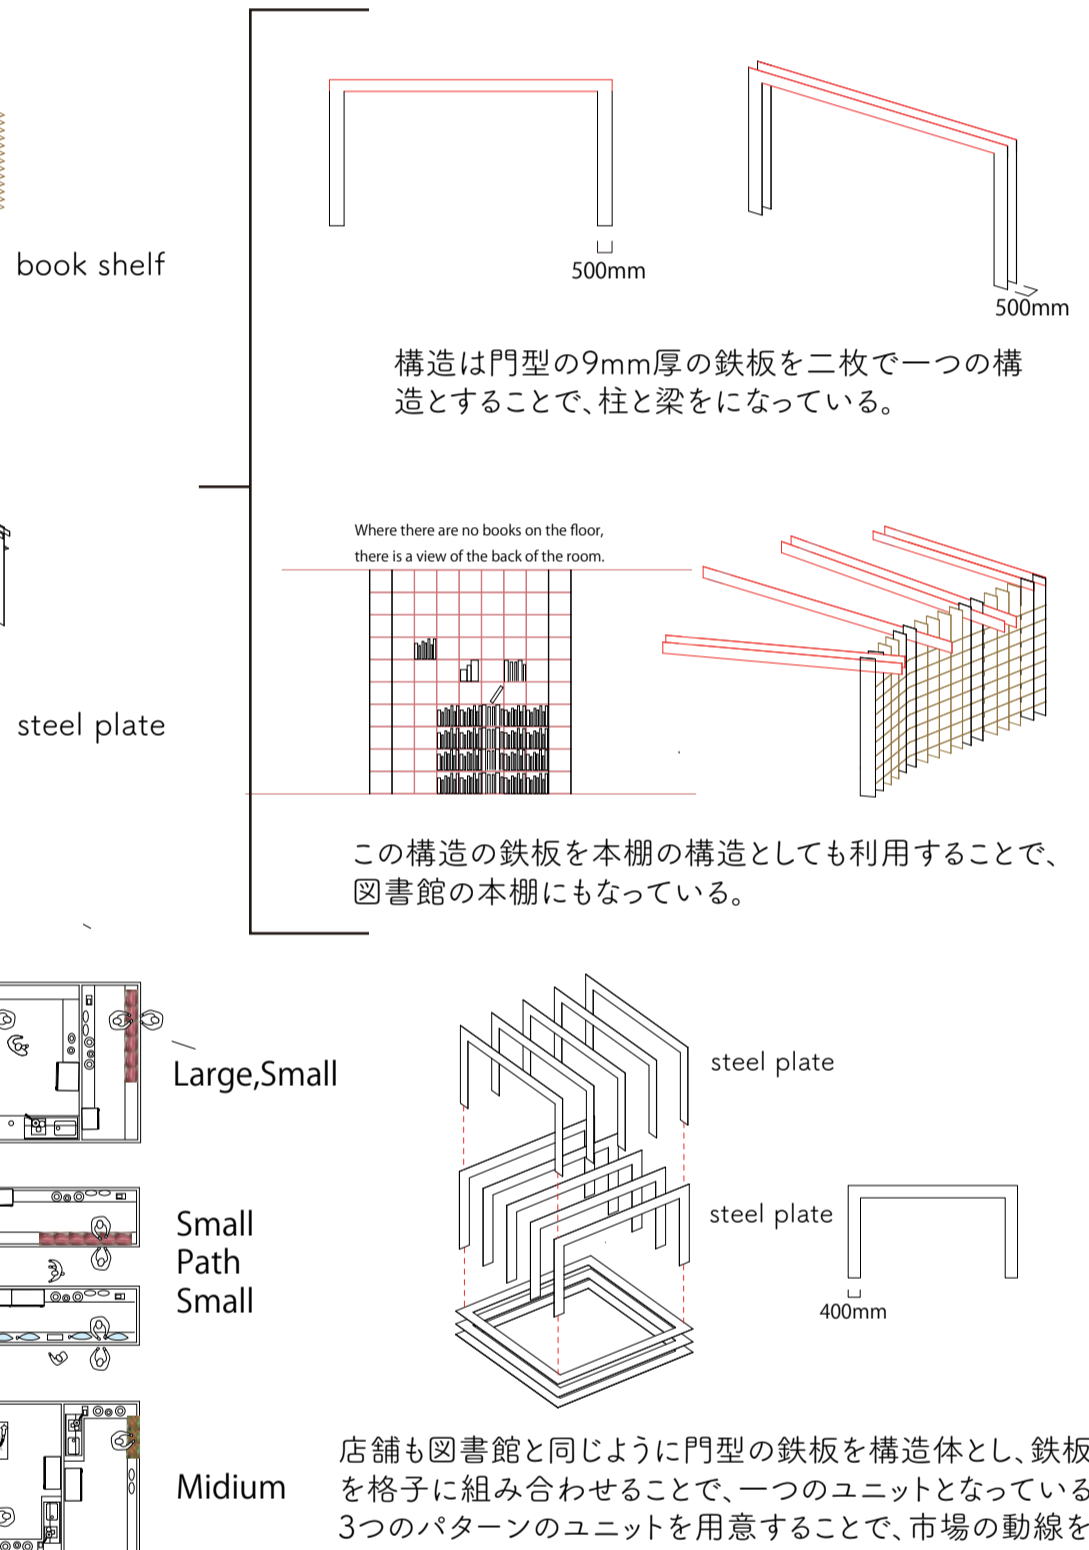 book shelf
500mm
500mm
構造は門型の9mm厚の鉄板を二枚で一つの構
造とすることで、柱と梁をになっている。
Where there are no books on the floor,
there is a view of the back of the room.
steel plate
この構造の鉄板を本棚の構造としても利用することで、
図書館の本棚にもなっている。
Large,Small
Small
Path
Small
Midium
steel plate
steel plate
400mm
店舗も図書館と同じように門型の鉄板を構造体とし、鉄板
を格子に組み合わせることで、一つのユニットとなっている
3つのパターンのユニットを用意することで、市場の動線を